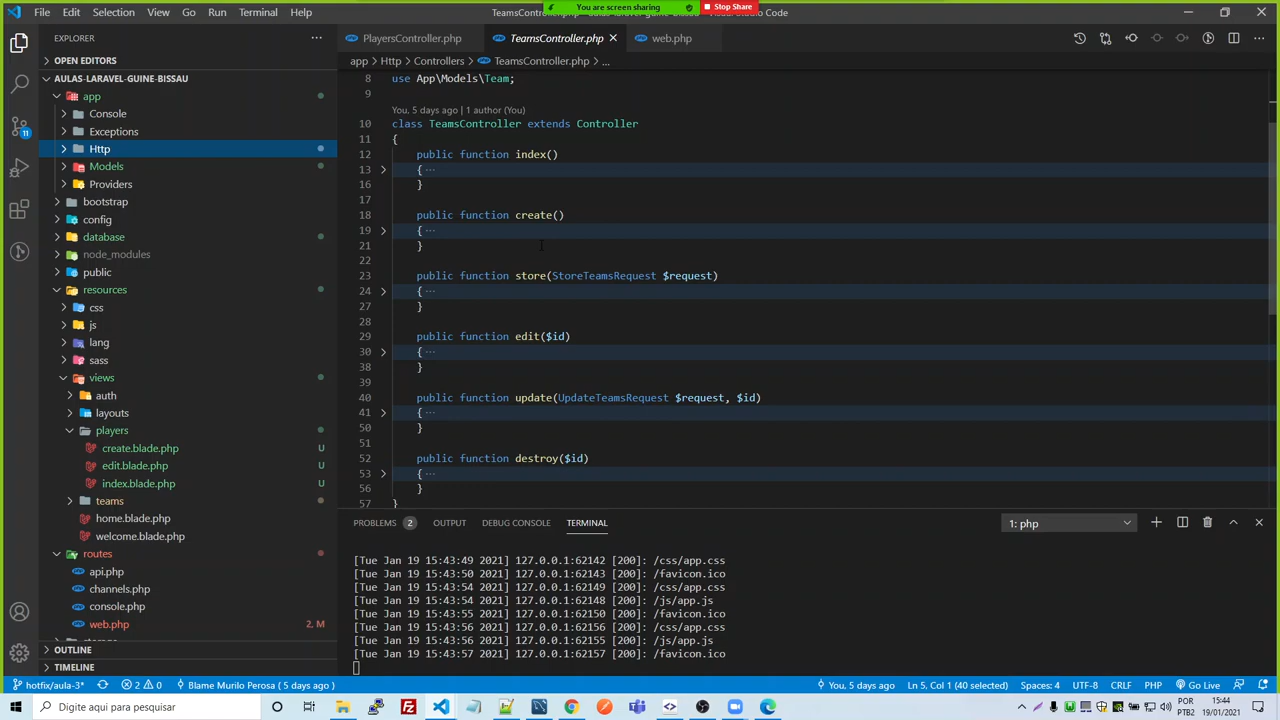 File Edit Selection View Go Run Terminal Help
TeamsController.php - aulas-laravel-guine-bissau - Visual Studio Code
You are screen sharing
Stop Share
EXPLORER
OPEN EDITORS
AULAS-LARAVEL-GUINE-BISSAU
app
Console
Exceptions
Http
Models
Providers
bootstrap
config
database
node_modules
public
resources
css
js
lang
sass
views
auth
layouts
players
create.blade.php U
edit.blade.php U
index.blade.php U
teams
home.blade.php
welcome.blade.php
routes
api.php
channels.php
console.php
web.php 2, M
OUTLINE
TIMELINE
11
PlayersController.php TeamsController.php web.php
app > Http > Controllers > TeamsController.php > ...
8 use App\Models\Team;
9
You, 5 days ago | 1 author (You)
10 class TeamsController extends Controller
11 {
12 public function index()
13 { ...
16 }
17
18 public function create()
19 { ...
21 }
22
23 public function store(StoreTeamsRequest $request)
24 { ...
27 }
28
29 public function edit($id)
30 { ...
38 }
39
40 public function update(UpdateTeamsRequest $request, $id)
41 { ...
50 }
51
52 public function destroy($id)
53 { ...
56 }
57 }
PROBLEMS 2 OUTPUT DEBUG CONSOLE TERMINAL 1: php
[Tue Jan 19 15:43:49 2021] 127.0.0.1:62142 [200]: /css/app.css
[Tue Jan 19 15:43:50 2021] 127.0.0.1:62143 [200]: /favicon.ico
[Tue Jan 19 15:43:54 2021] 127.0.0.1:62149 [200]: /css/app.css
[Tue Jan 19 15:43:54 2021] 127.0.0.1:62148 [200]: /js/app.js
[Tue Jan 19 15:43:55 2021] 127.0.0.1:62150 [200]: /favicon.ico
[Tue Jan 19 15:43:56 2021] 127.0.0.1:62156 [200]: /css/app.css
[Tue Jan 19 15:43:56 2021] 127.0.0.1:62155 [200]: /js/app.js
[Tue Jan 19 15:43:57 2021] 127.0.0.1:62157 [200]: /favicon.ico
hotfix/aula-3* 2 0 Blame Murilo Perosa ( 5 days ago ) You, 5 days ago Ln 5, Col 1 (40 selected) Spaces: 4 UTF-8 CRLF PHP Go Live
Digite aqui para pesquisar
POR
PTB2
15:44
19/01/2021